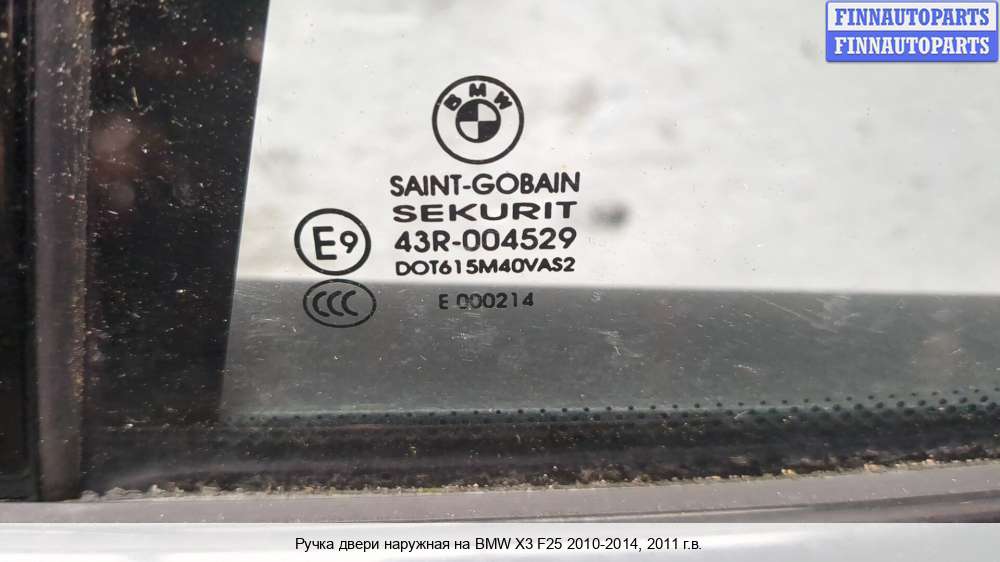 FINNAUTOPARTS
FINNAUTOPARTS
BMW
SAINT-GOBAIN
SEKURIT
E9
43R-004529
DOT615M40VAS2
CCC
E 000214
Ручка двери наружная на BMW X3 F25 2010-2014, 2011 г.в.